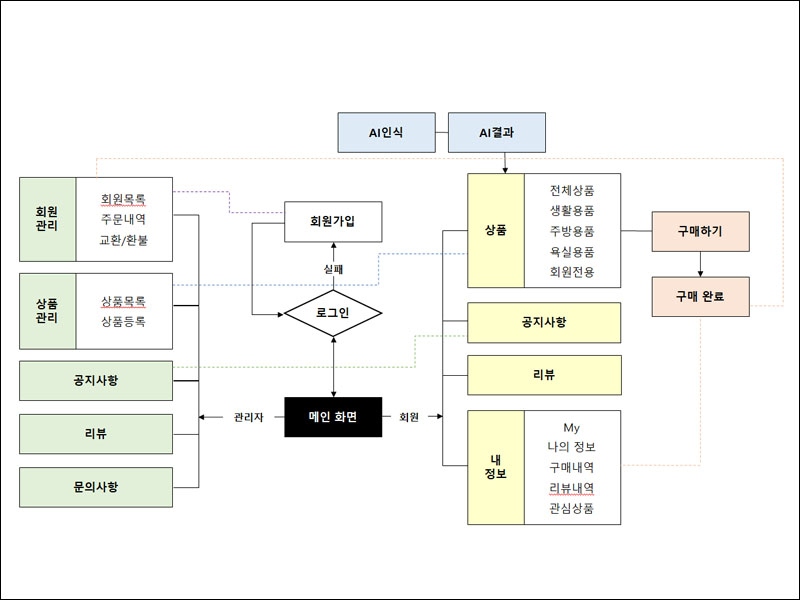 AI인식
AI결과
회원
관리
회원목록
주문내역
교환/환불
상품
관리
상품목록
상품등록
공지사항
리뷰
문의사항
회원가입
실패
로그인
관리자
메인 화면
회원
상품
전체상품
생활용품
주방용품
욕실용품
회원전용
공지사항
리뷰
내
정보
My
나의 정보
구매내역
리뷰내역
관심상품
구매하기
구매 완료